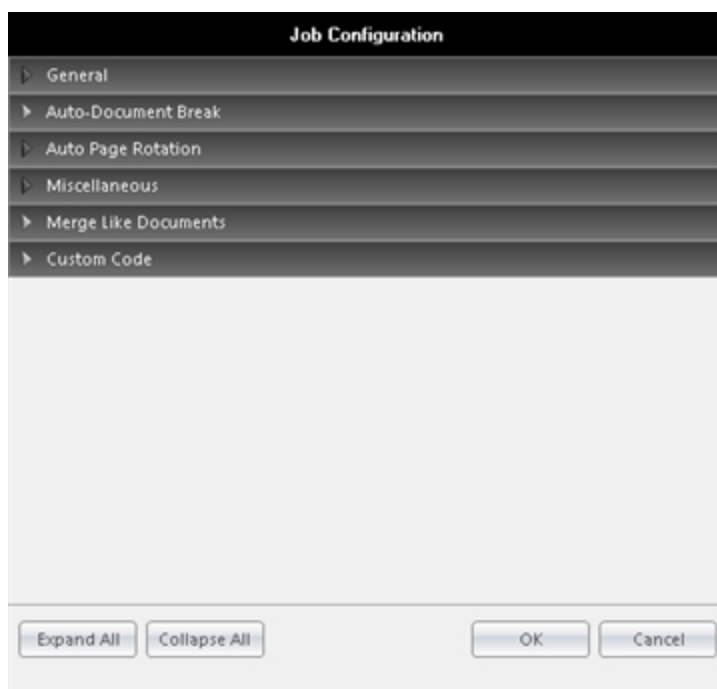 Job Configuration
General
Auto-Document Break
Auto Page Rotation
Miscellaneous
Merge Like Documents
Custom Code
Expand All Collapse All OK Cancel